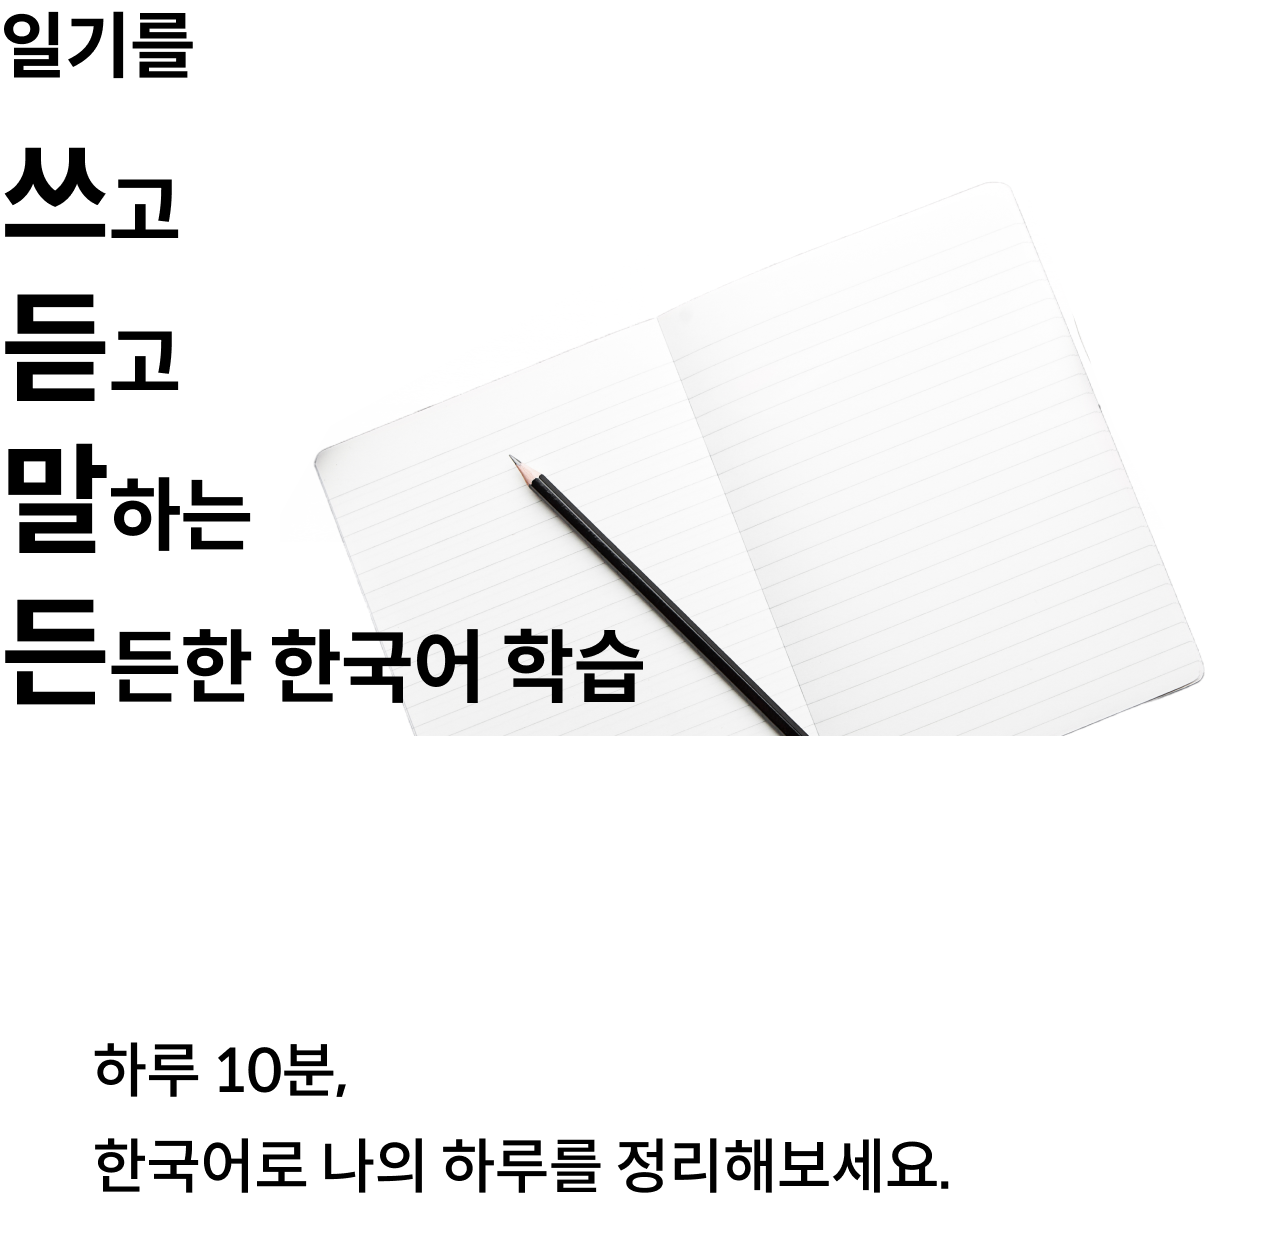 일기를
쓰고
듣고
말하는
든든한 한국어 학습
하루 10분,
한국어로 나의 하루를 정리해보세요.